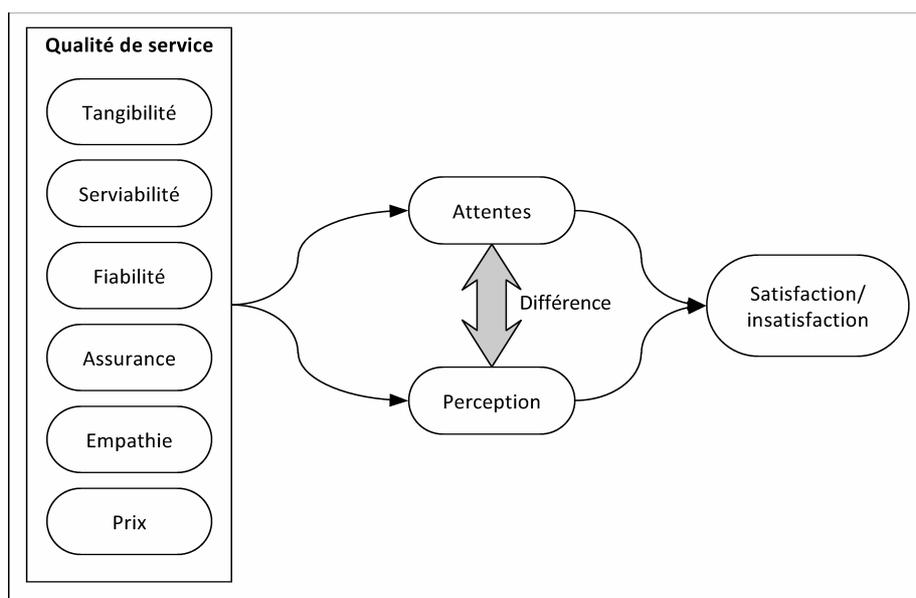 Qualité de service
Tangibilité
Serviabilité
Fiabilité
Assurance
Empathie
Prix
Attentes
Différence
Perception
Satisfaction/
insatisfaction